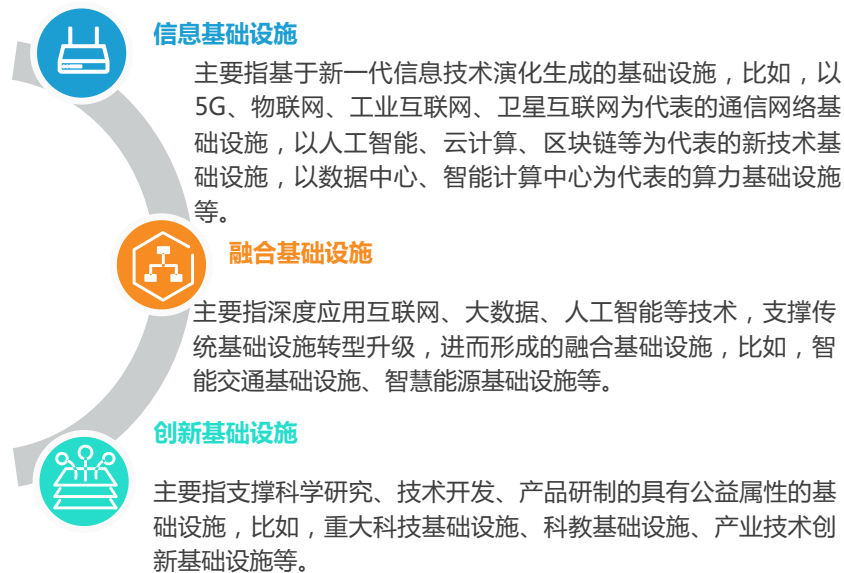 信息基础设施
主要指基于新一代信息技术演化生成的基础设施，比如，以
5G、物联网、工业互联网、卫星互联网为代表的通信网络基
础设施，以人工智能、云计算、区块链等为代表的新技术基
础设施，以数据中心、智能计算中心为代表的算力基础设施
等。
融合基础设施
主要指深度应用互联网、大数据、人工智能等技术，支撑传
统基础设施转型升级，进而形成的融合基础设施，比如，智
能交通基础设施、智慧能源基础设施等。
创新基础设施
主要指支撑科学研究、技术开发、产品研制的具有公益属性的基
础设施，比如，重大科技基础设施、科教基础设施、产业技术创
新基础设施等。